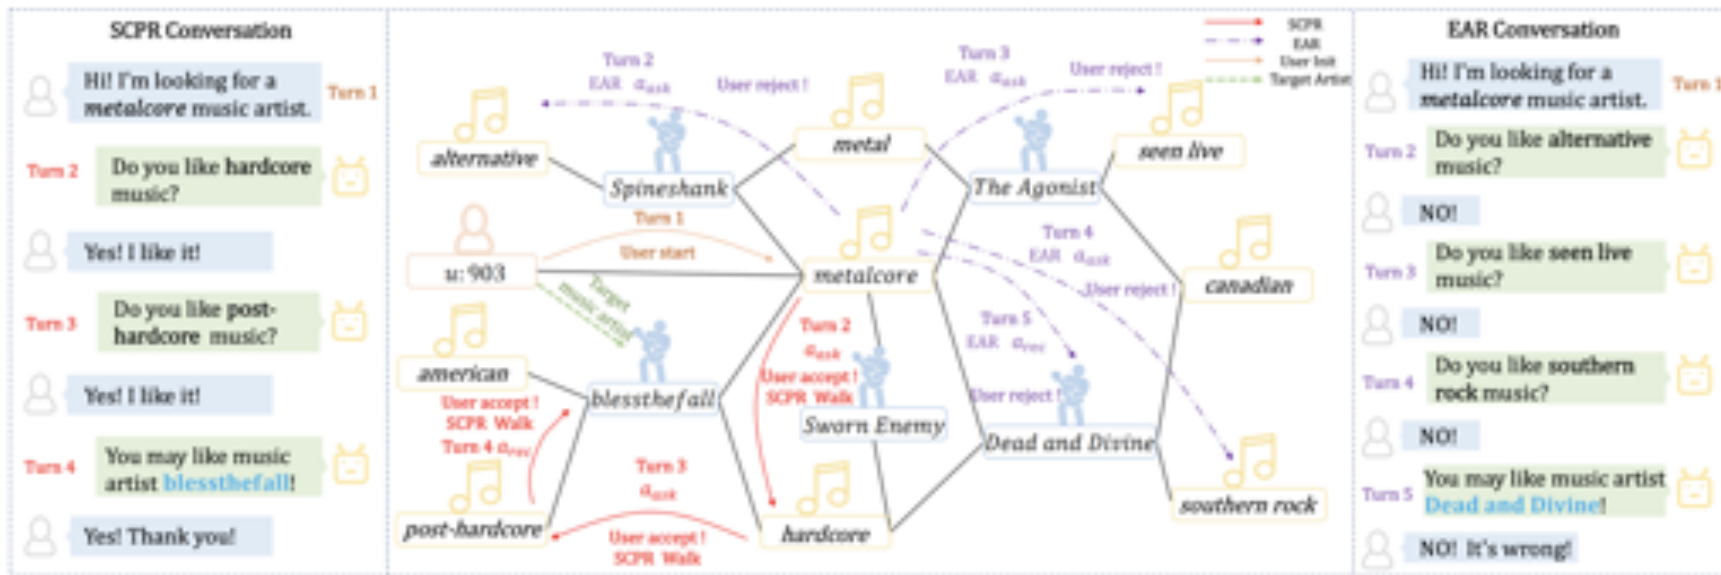 SCPR Conversation
Hi! I'm looking for a
metalcore music artist.
Turn 1
Turn 2
Do you like hardcore
music?
Yes! I like it!
Turn 3
Do you like post-
hardcore music?
Yes! I like it!
Turn 4
You may like music
artist blessthefall!
Yes! Thank you!
SCPR
EAR
User Init
Target Artist
Turn 2
EAR a_ask
User reject !
Turn 3
EAR a_ask
User reject !
alternative
Spineshank
metal
The Agonist
seen live
Turn 1
User start
u: 903
metalcore
Turn 4
EAR a_ask
User reject !
canadian
Target
music artist
american
blessthefall
Turn 2
a_ask
User accept !
SCPR Walk
Sworn Enemy
Turn 5
EAR a_rec
User reject !
Dead and Divine
User accept !
SCPR Walk
Turn 4 a_rec
Turn 3
a_ask
User accept !
SCPR Walk
post-hardcore
hardcore
southern rock
EAR Conversation
Hi! I'm looking for a
metalcore music artist.
Turn 1
Turn 2
Do you like alternative
music?
NO!
Turn 3
Do you like seen live
music?
NO!
Turn 4
Do you like southern
rock music?
NO!
Turn 5
You may like music artist
Dead and Divine!
NO! It's wrong!